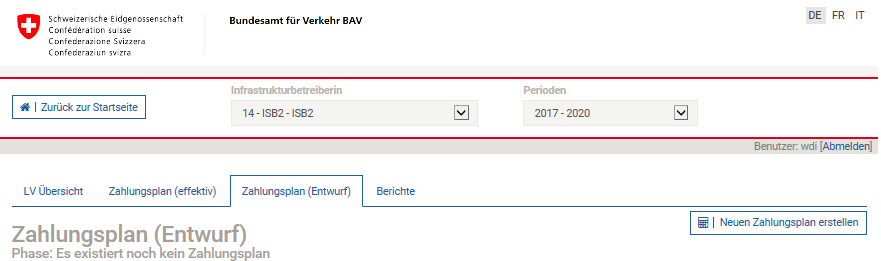 Schweizerische Eidgenossenschaft
Confédération suisse
Confederazione Svizzera
Confederaziun svizra
Bundesamt für Verkehr BAV
DE FR IT
Zurück zur Startseite
Infrastrukturbetreiberin
14 - ISB2 - ISB2
Perioden
2017 - 2020
Benutzer: wdi [Abmelden]
LV Übersicht Zahlungsplan (effektiv) Zahlungsplan (Entwurf) Berichte
Neuen Zahlungsplan erstellen
Zahlungsplan (Entwurf)
Phase: Es existiert noch kein Zahlungsplan